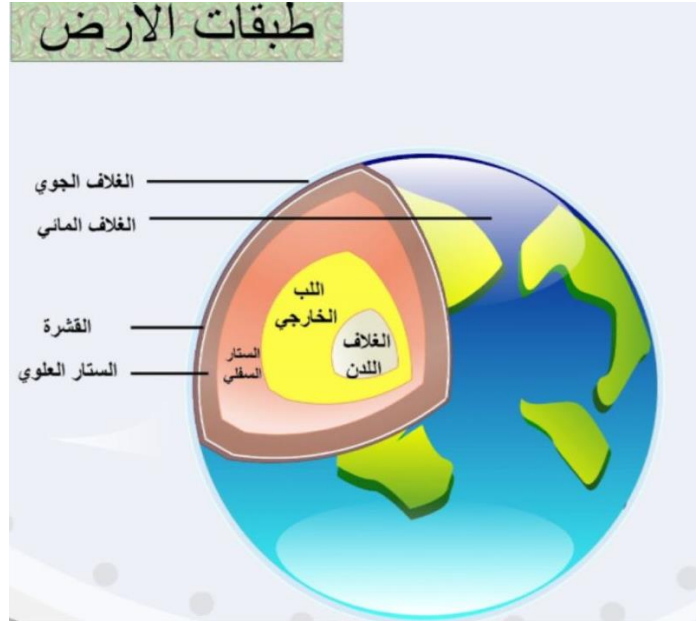 طبقات الارض
الغلاف الجوي
الغلاف المائي
اللب
الخارجي
القشرة
الغلاف
اللدن
الستار
السفلي
الستار العلوي